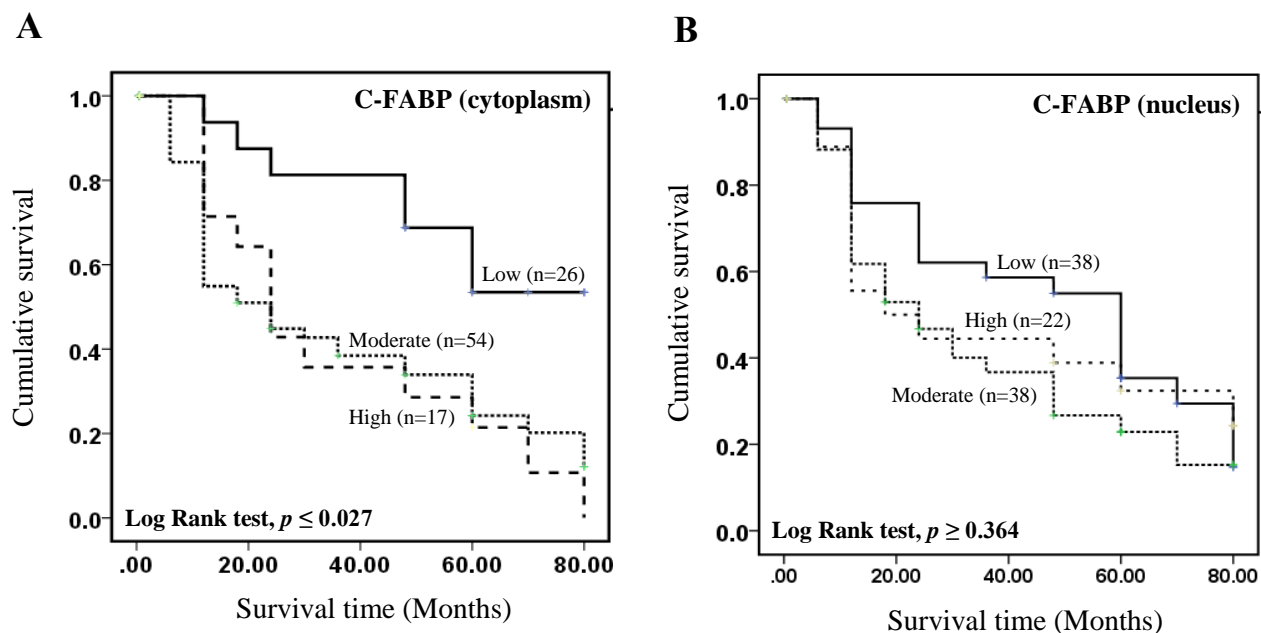 A
C-FABP (cytoplasm)
Cumulative survival
1.0
0.8
0.6
0.4
0.2
0.0
Low (n=26)
Moderate (n=54)
High (n=17)
Log Rank test, p ≤ 0.027
.00 20.00 40.00 60.00 80.00
Survival time (Months)
B
C-FABP (nucleus)
Cumulative survival
1.0
0.8
0.6
0.4
0.2
0.0
Low (n=38)
High (n=22)
Moderate (n=38)
Log Rank test, p ≥ 0.364
.00 20.00 40.00 60.00 80.00
Survival time (Months)